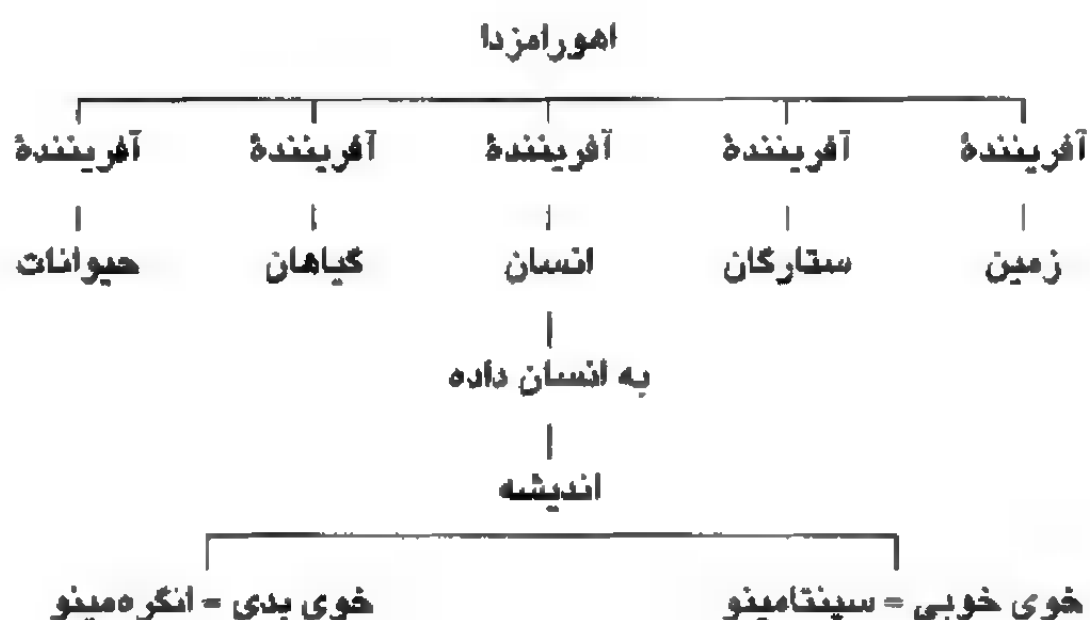 اهورامزدا
آفرینندهٔ آفرینندهٔ آفرینندهٔ آفرینندهٔ آفرینندهٔ
زمین ستارگان انسان گیاهان حیوانات
به انسان داده
اندیشه
خوی خوبی = سپنتامینو خوی بدی = انگره‌مینو